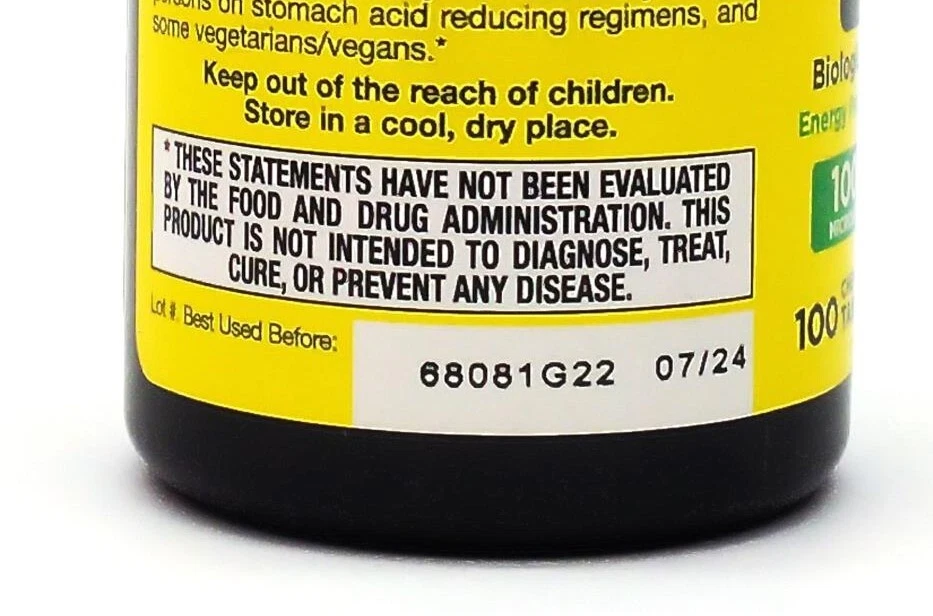 on stomach acid reducing regimens, and
some vegetarians/vegans.*
Keep out of the reach of children.
Store in a cool, dry place.
*THESE STATEMENTS HAVE NOT BEEN EVALUATED
BY THE FOOD AND DRUG ADMINISTRATION. THIS
PRODUCT IS NOT INTENDED TO DIAGNOSE, TREAT,
CURE, OR PREVENT ANY DISEASE.
Lot #. Best Used Before:
68081G22 07/24
Energy
100